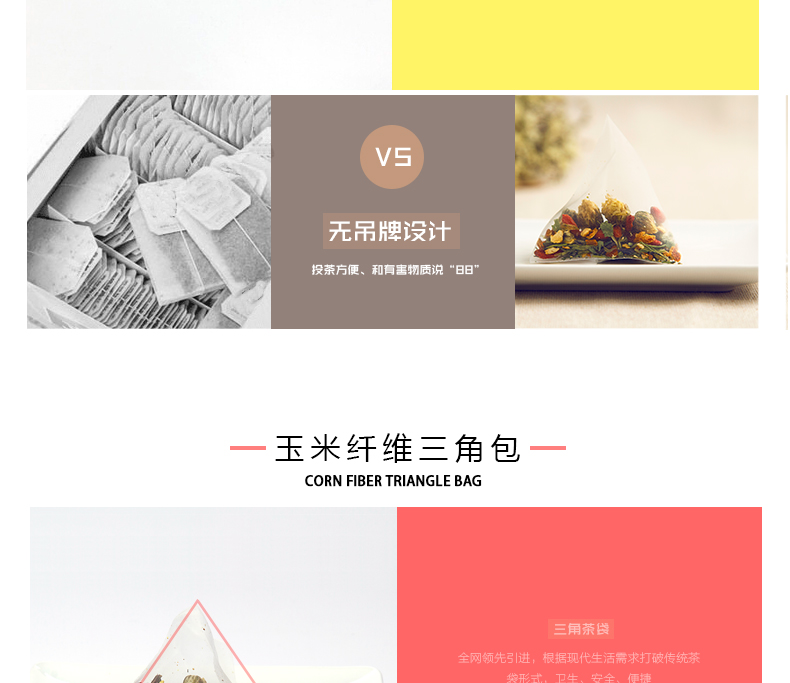 VS
无吊牌设计
投茶方便、和有害物质说“88”
玉米纤维三角包
CORN FIBER TRIANGLE BAG
三角茶袋
全网领先引进，根据现代生活需求打破传统茶
袋形式，卫生、安全、便捷